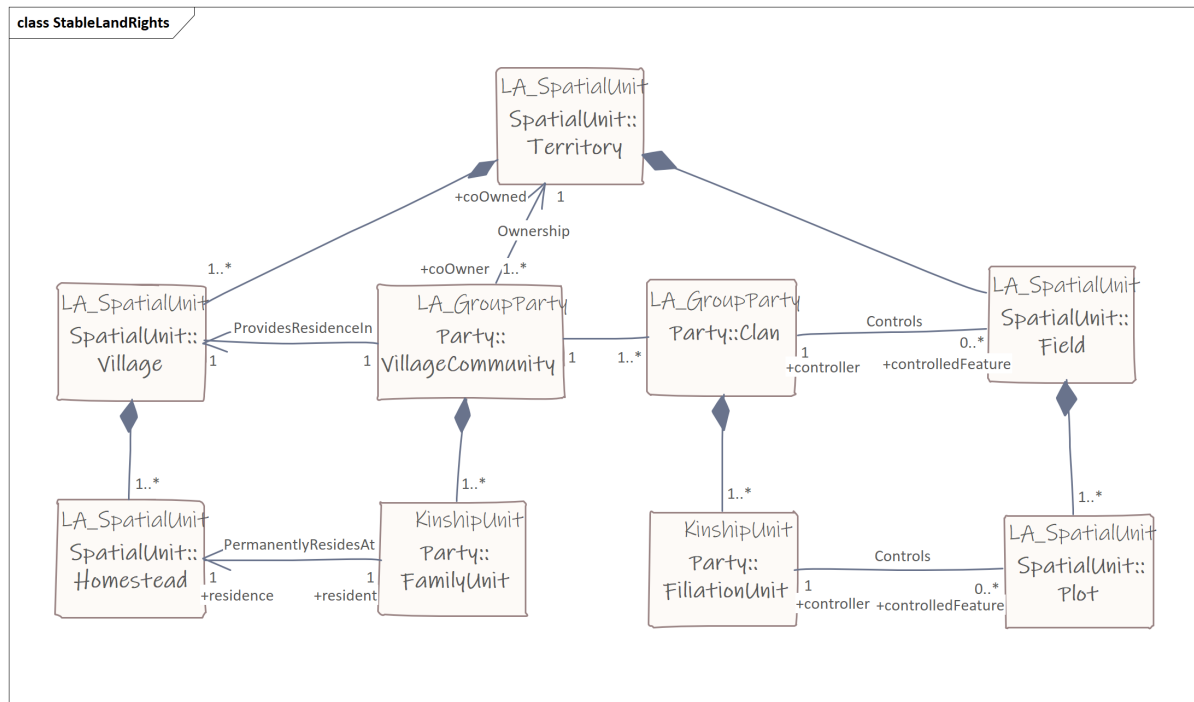 class StableLandRights
LA_SpatialUnit
SpatialUnit::
Territory
+coOwned
1
Ownership
+coOwner
1..*
1..*
LA_SpatialUnit
SpatialUnit::
Village
ProvidesResidenceIn
1
1
LA_GroupParty
Party::
VillageCommunity
1
1..*
LA_GroupParty
Party::Clan
Controls
1
+controller
0..*
+controlledFeature
LA_SpatialUnit
SpatialUnit::
Field
1..*
1..*
1..*
1..*
LA_SpatialUnit
SpatialUnit::
Homestead
PermanentlyResidesAt
1
+residence
1
+resident
KinshipUnit
Party::
FamilyUnit
KinshipUnit
Party::
FiliationUnit
Controls
1
+controller
0..*
+controlledFeature
LA_SpatialUnit
SpatialUnit::
Plot